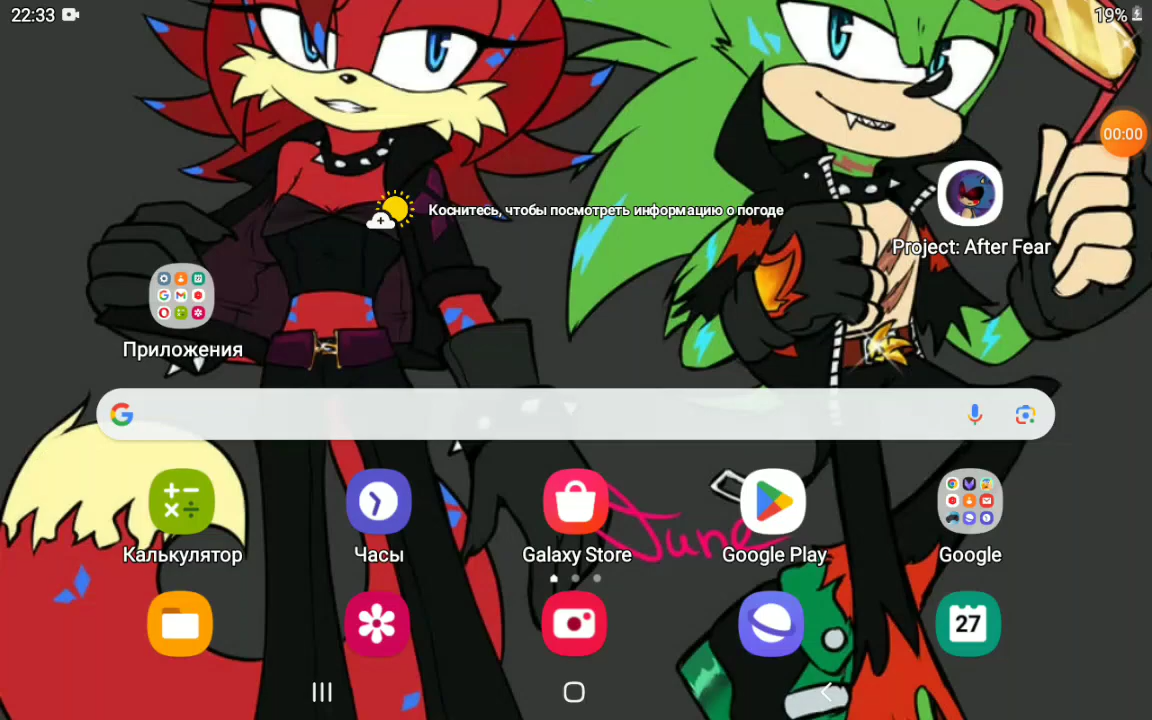 22:33
19%
00:00
Коснитесь, чтобы посмотреть информацию о погоде
Project: After Fear
Приложения
Калькулятор
Часы
Galaxy Store
Google Play
Google
June
27